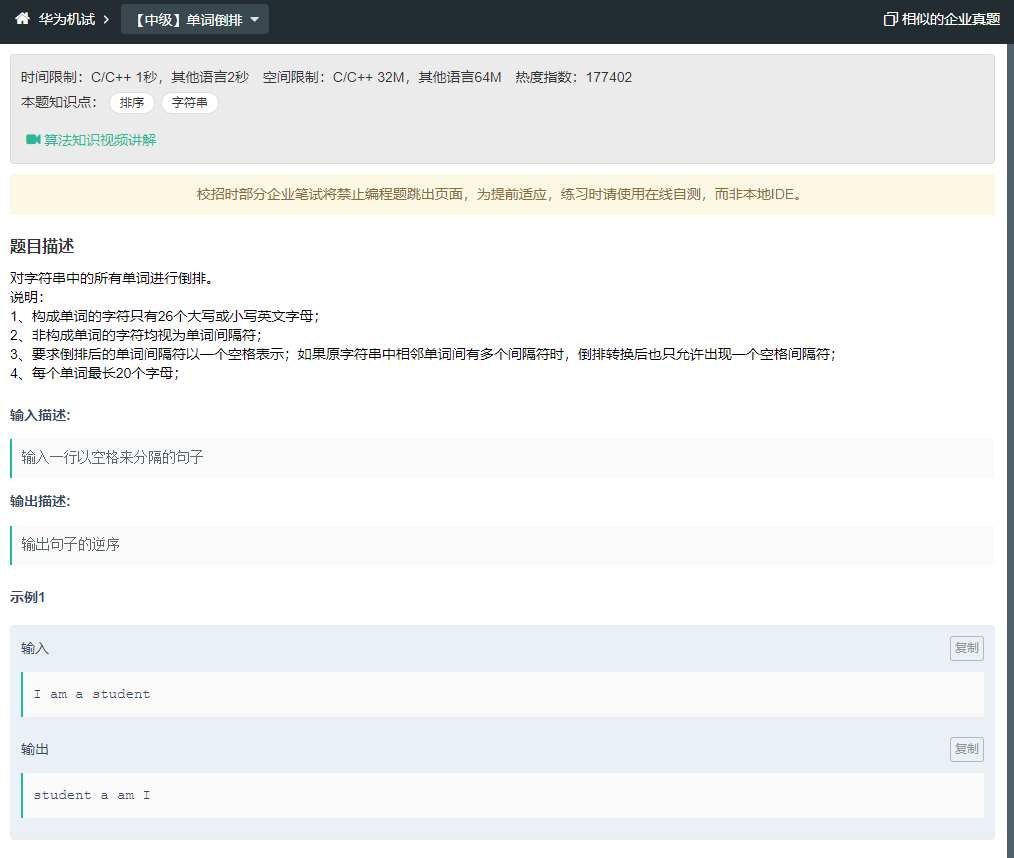 华为机试
【中级】单词倒排
相似的企业真题
时间限制：C/C++ 1秒，其他语言2秒 空间限制：C/C++ 32M，其他语言64M 热度指数：177402
本题知识点： 排序 字符串
算法知识视频讲解
校招时部分企业笔试将禁止编程题跳出页面，为提前适应，练习时请使用在线自测，而非本地IDE。
题目描述
对字符串中的所有单词进行倒排。
说明：
1、构成单词的字符只有26个大写或小写英文字母；
2、非构成单词的字符均视为单词间隔符；
3、要求倒排后的单词间隔符以一个空格表示；如果原字符串中相邻单词间有多个间隔符时，倒排转换后也只允许出现一个空格间隔符；
4、每个单词最长20个字母；
输入描述:
输入一行以空格来分隔的句子
输出描述:
输出句子的逆序
示例1
输入
复制
I am a student
输出
复制
student a am I